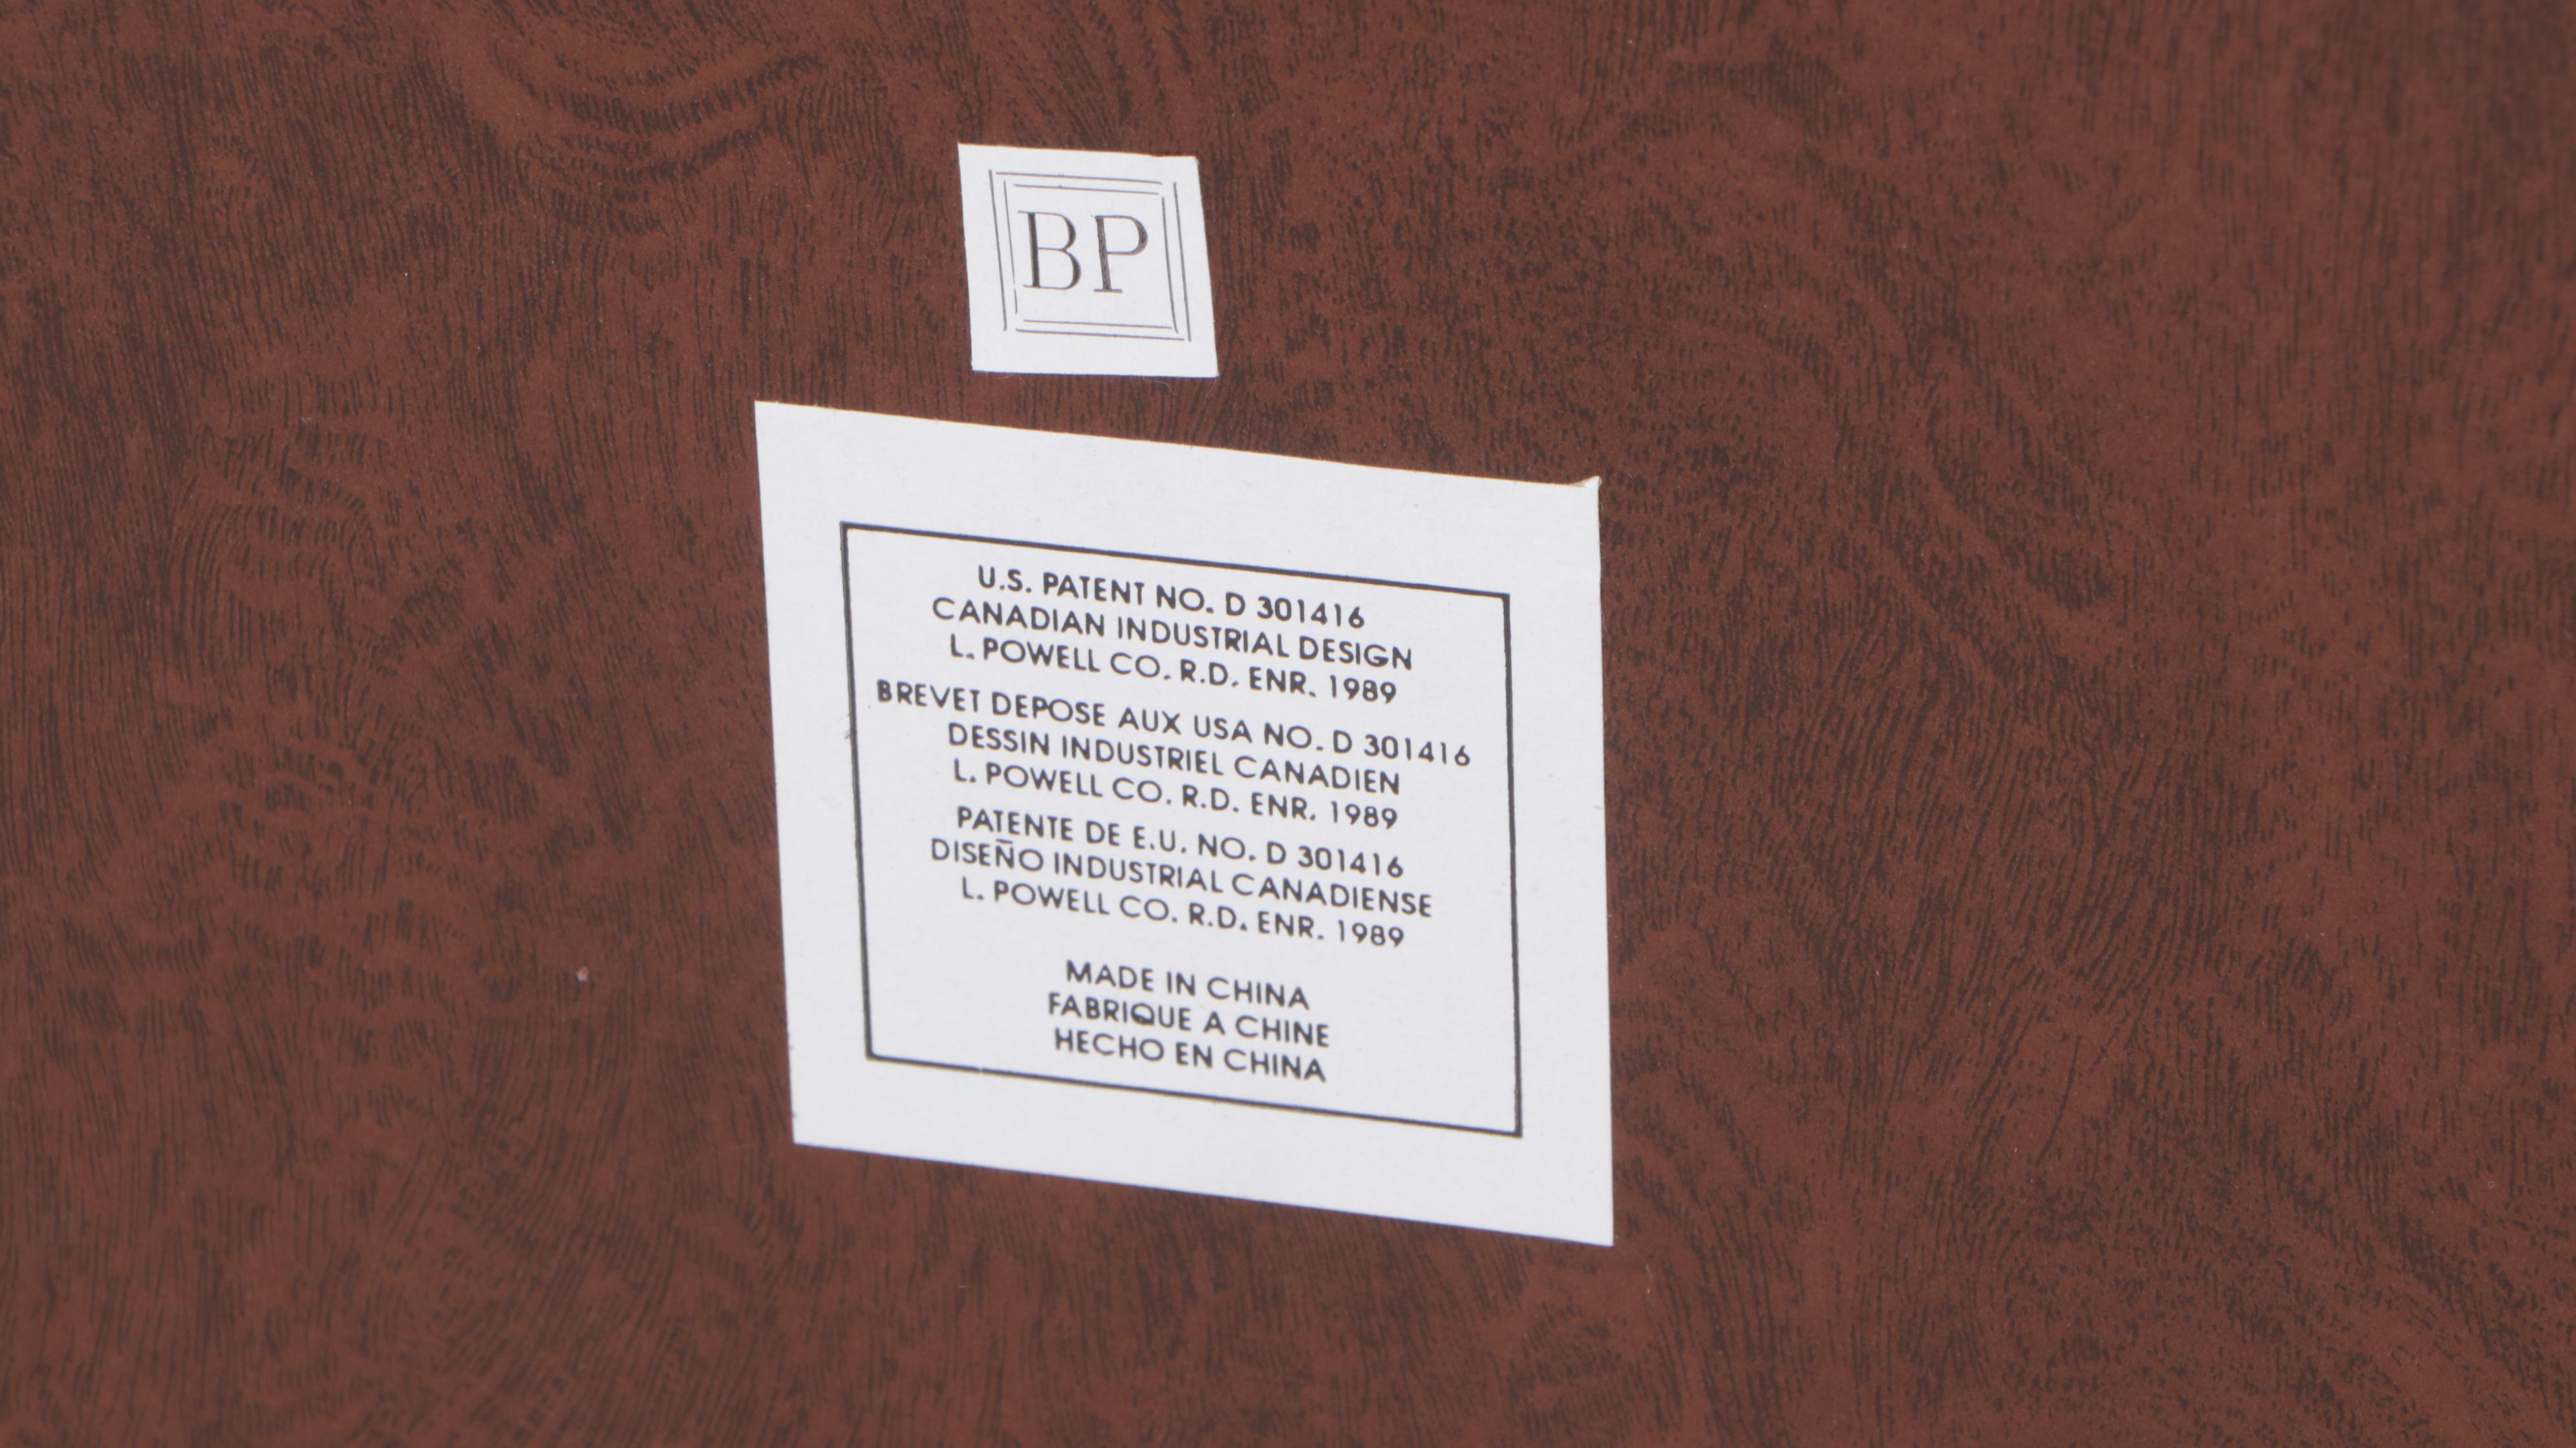 BP
U.S. PATENT NO. D 301416
CANADIAN INDUSTRIAL DESIGN
L. POWELL CO. R.D. ENR. 1989
BREVET DEPOSE AUX USA NO. D 301416
DESSIN INDUSTRIEL CANADIEN
L. POWELL CO. R.D. ENR. 1989
PATENTE DE E.U. NO. D 301416
DISEÑO INDUSTRIAL CANADIENSE
L. POWELL CO. R.D. ENR. 1989
MADE IN CHINA
FABRIQUE A CHINE
HECHO EN CHINA